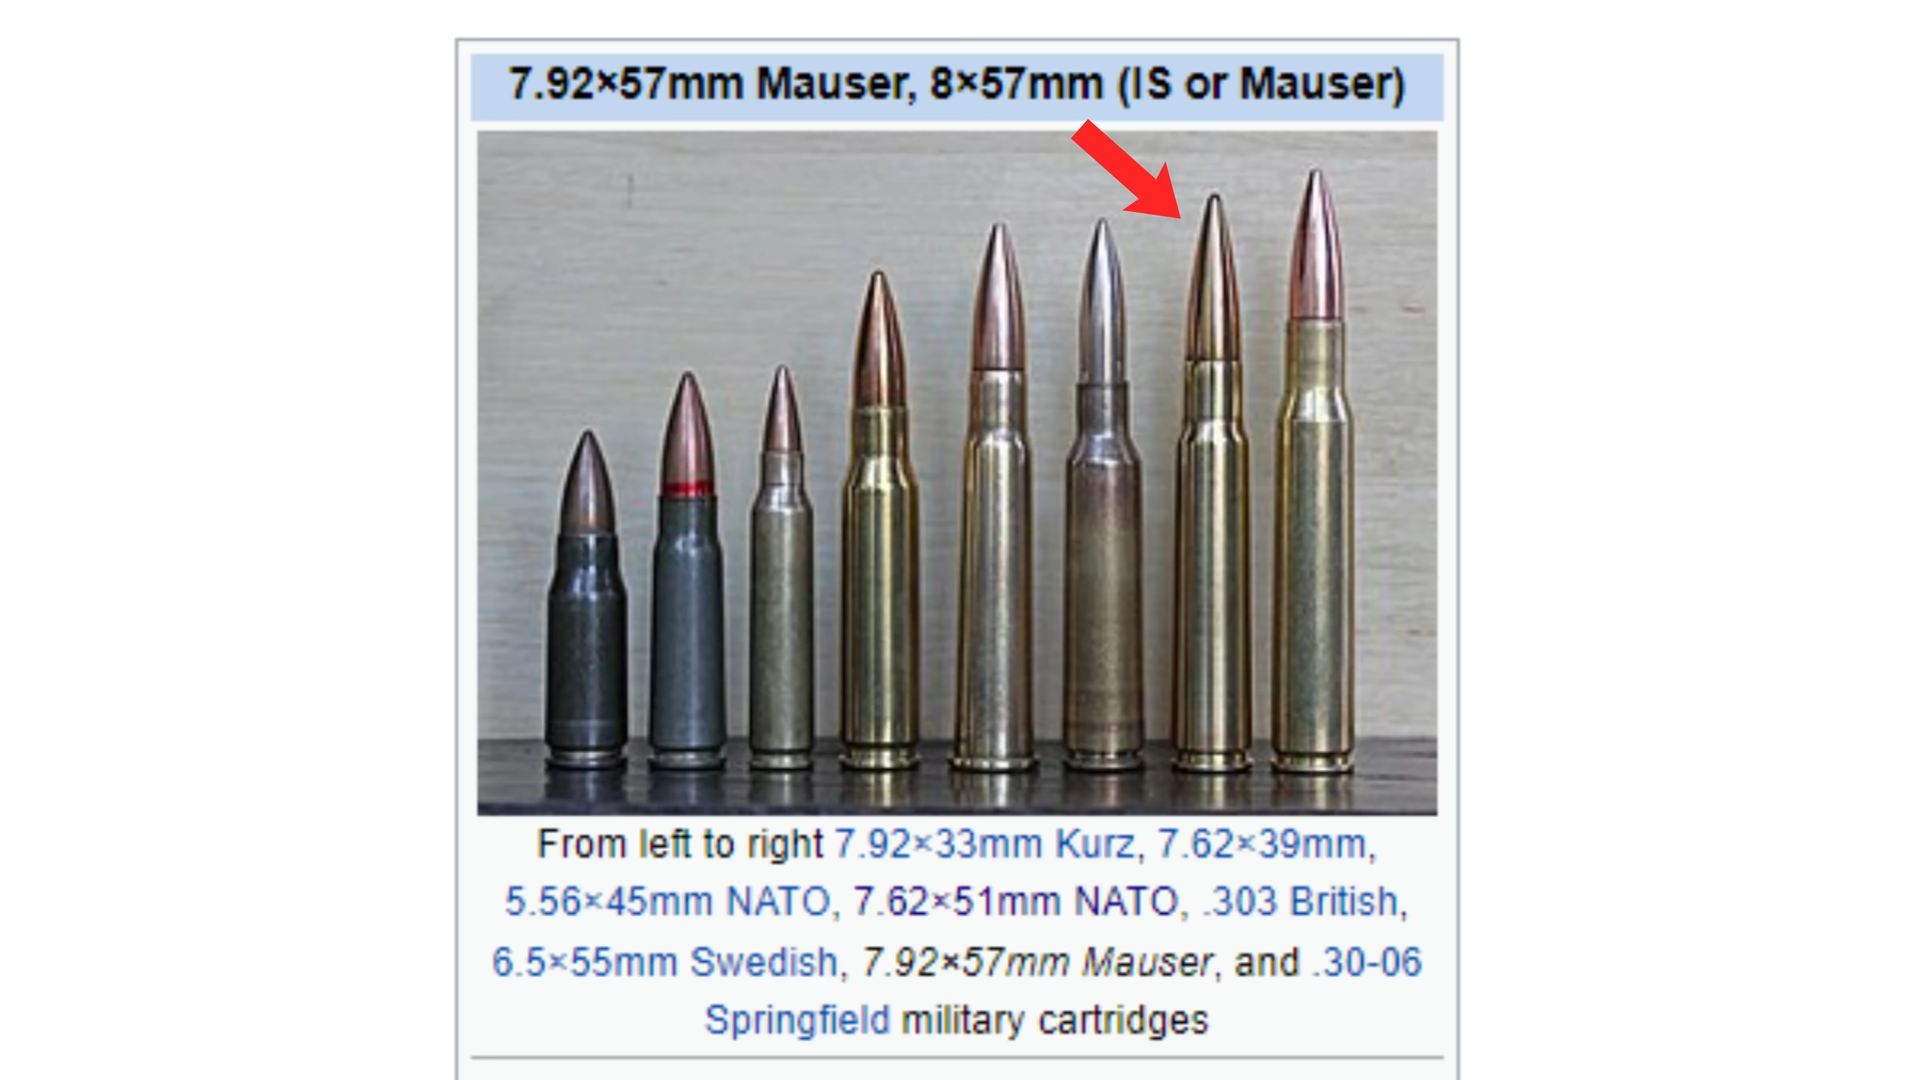 7.92×57mm Mauser, 8×57mm (IS or Mauser)
From left to right 7.92×33mm Kurz, 7.62×39mm,
5.56×45mm NATO, 7.62×51mm NATO, .303 British,
6.5×55mm Swedish, 7.92×57mm Mauser, and .30-06
Springfield military cartridges